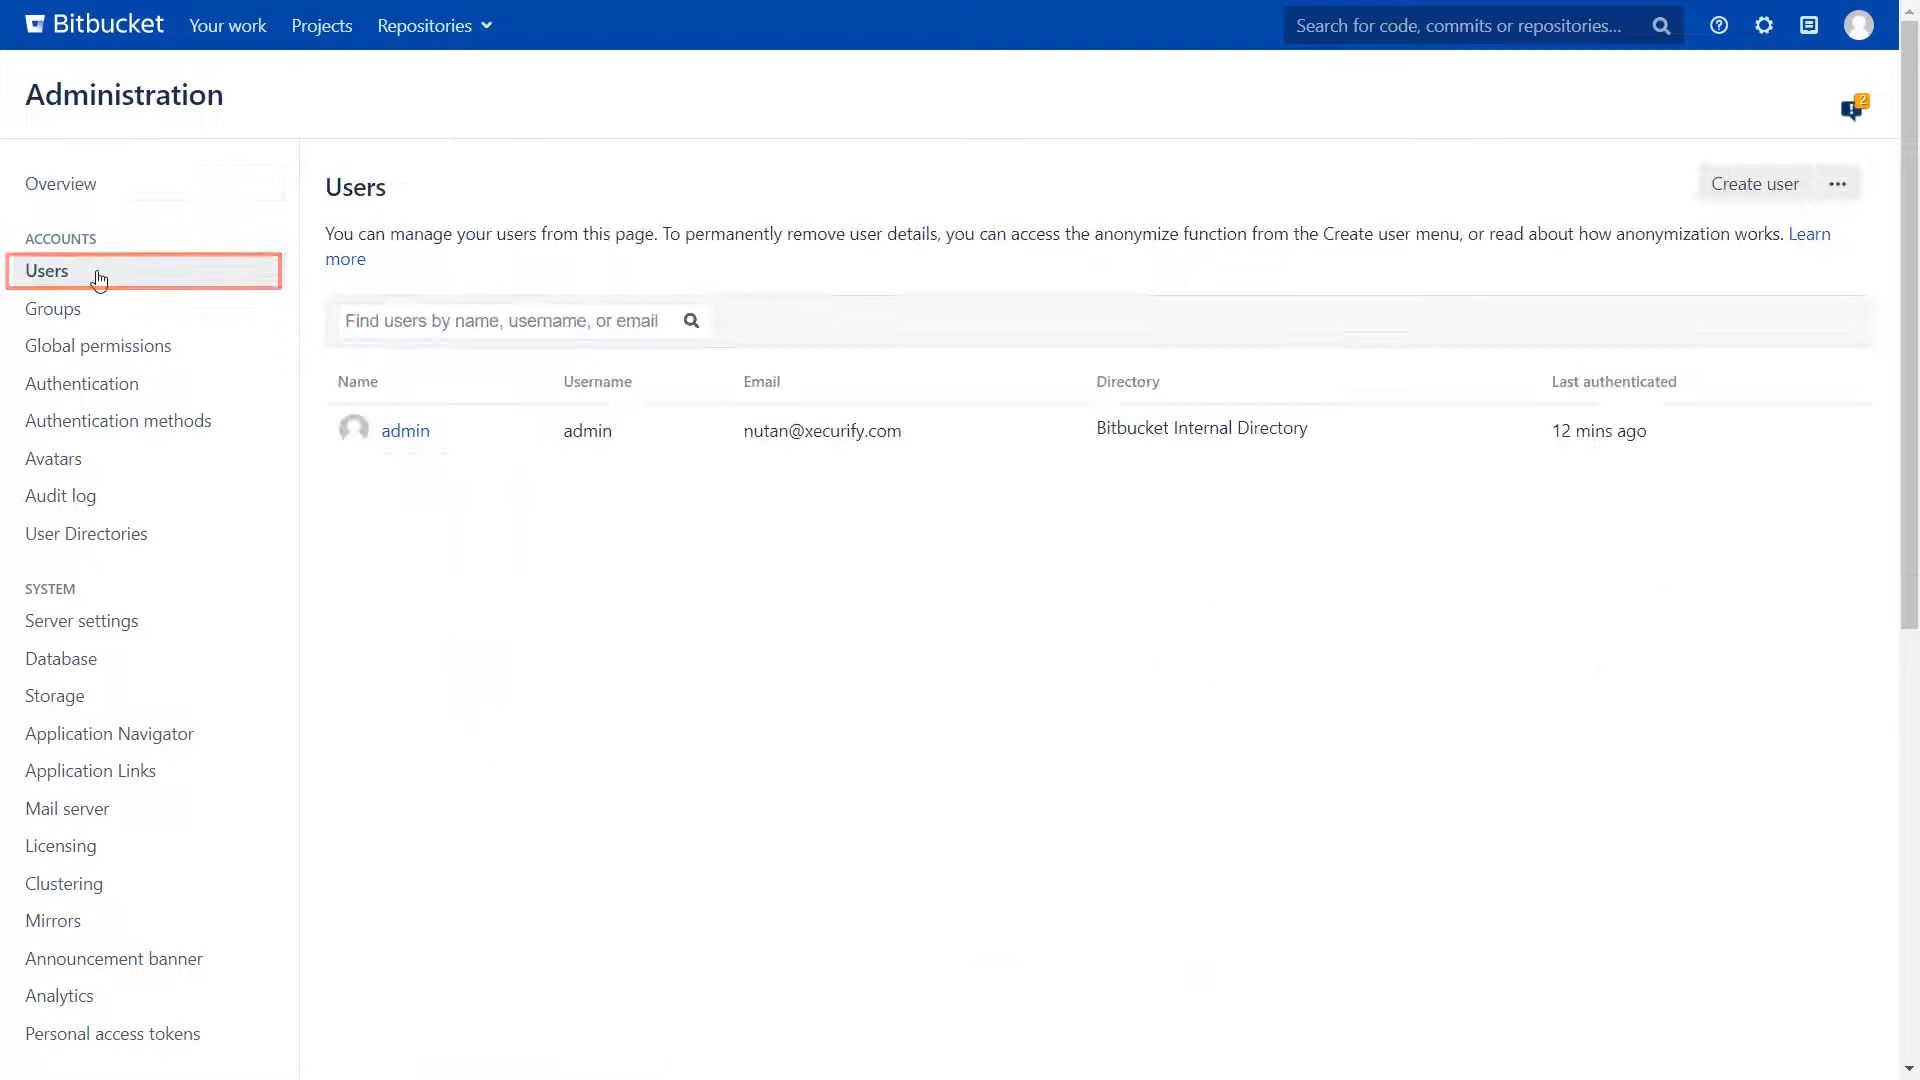 Bitbucket Your work Projects Repositories Search for code, commits or repositories...
Administration
2
Overview
ACCOUNTS
Users
Groups
Global permissions
Authentication
Authentication methods
Avatars
Audit log
User Directories
SYSTEM
Server settings
Database
Storage
Application Navigator
Application Links
Mail server
Licensing
Clustering
Mirrors
Announcement banner
Analytics
Personal access tokens
Users
Create user
You can manage your users from this page. To permanently remove user details, you can access the anonymize function from the Create user menu, or read about how anonymization works. Learn
more
Find users by name, username, or email
Name Username Email Directory Last authenticated
admin admin nutan@xecurify.com Bitbucket Internal Directory 12 mins ago